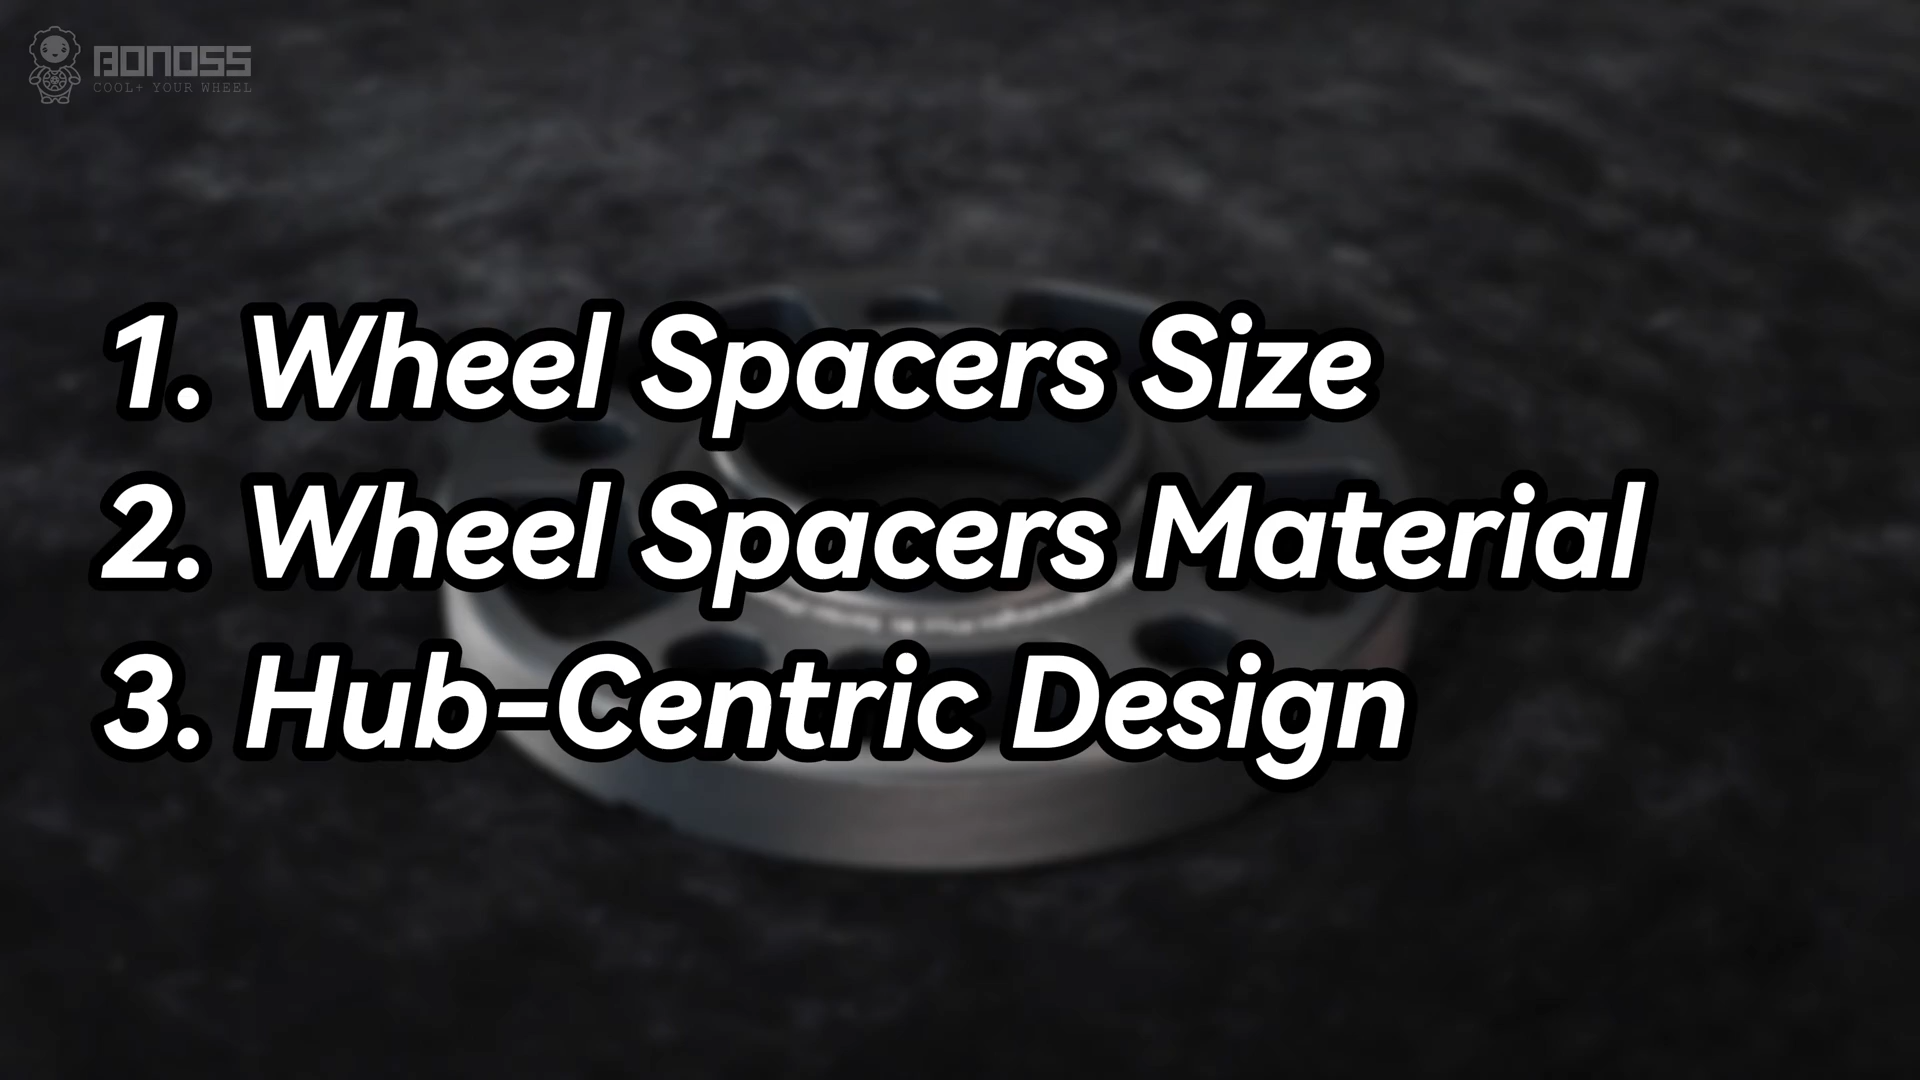 BONOSS
COOL+ YOUR WHEEL
1. Wheel Spacers Size
2. Wheel Spacers Material
3. Hub-Centric Design